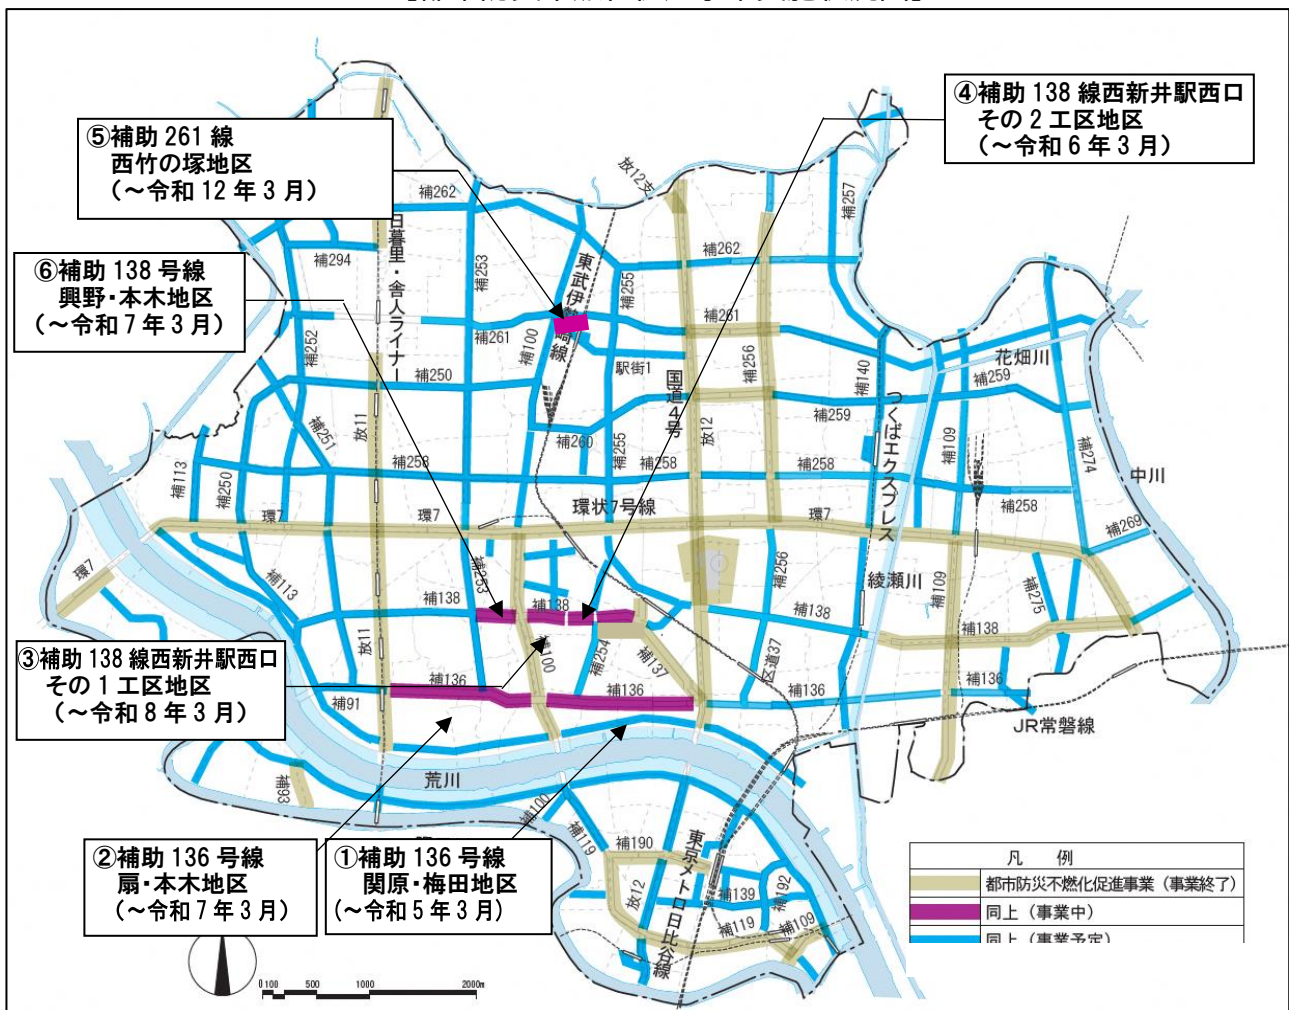 ④補助 138 線西新井駅西口
その 2 工区地区
(～令和 6 年 3 月)
⑤補助 261 線
西竹の塚地区
(～令和 12 年 3 月)
⑥補助 138 号線
興野・本木地区
(～令和 7 年 3 月)
③補助 138 線西新井駅西口
その 1 工区地区
(～令和 8 年 3 月)
②補助 136 号線
扇・本木地区
(～令和 7 年 3 月)
①補助 136 号線
関原・梅田地区
(～令和 5 年 3 月)
放12支
補262
補257
日暮里・舎人ライナー
補294
補253
東武伊勢崎線
補255
補262
補252
補261
補100
補261
駅街1
国道4号
補256
補250
補140
花畑川
補259
補259
つくばエクスプレス
補109
補251
放11
補260
補255
放12
補258
補258
補258
補274
中川
補113
補250
環状7号線
補258
環7
環7
環7
補269
環7
補113
補253
補256
綾瀬川
補109
補275
補138
補138
補138
補138
補100
補254
補137
区道37
放11
補136
補136
補136
補136
補91
JR常磐線
荒川
補93
補100
補119
補190
放12
東京メトロ日比谷線
補139
補192
補119
補109
凡 例
都市防災不燃化促進事業 (事業終了)
同上 (事業中)
同上 (事業予定)
0 100 500 1000 2000m